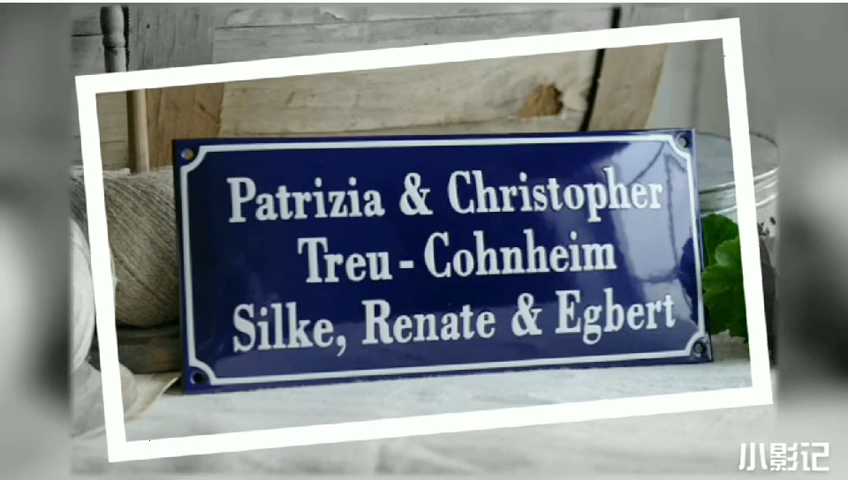 Patrizia & Christopher
Treu - Cohnheim
Silke, Renate & Egbert
小影记